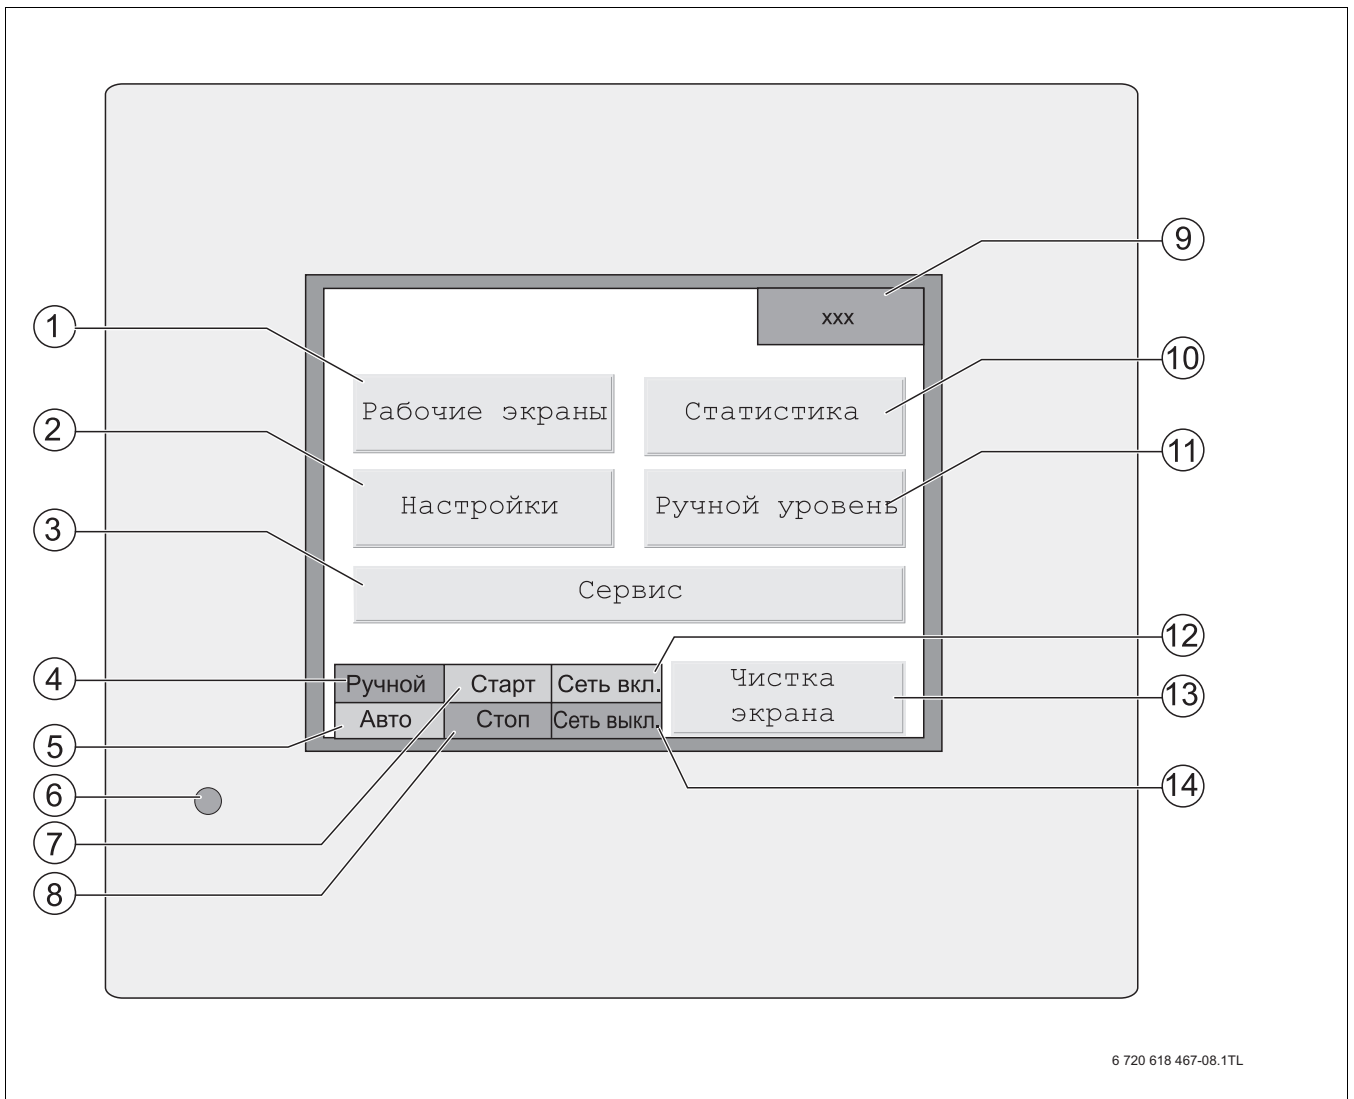 9
xxx
1
10
Рабочие экраны
Статистика
2
11
Настройки
Ручной уровень
3
Сервис
12
4
Ручной
Старт
Сеть вкл.
Чистка
экрана
13
5
Авто
Стоп
Сеть выкл.
6
14
7
8
6 720 618 467-08.1TL